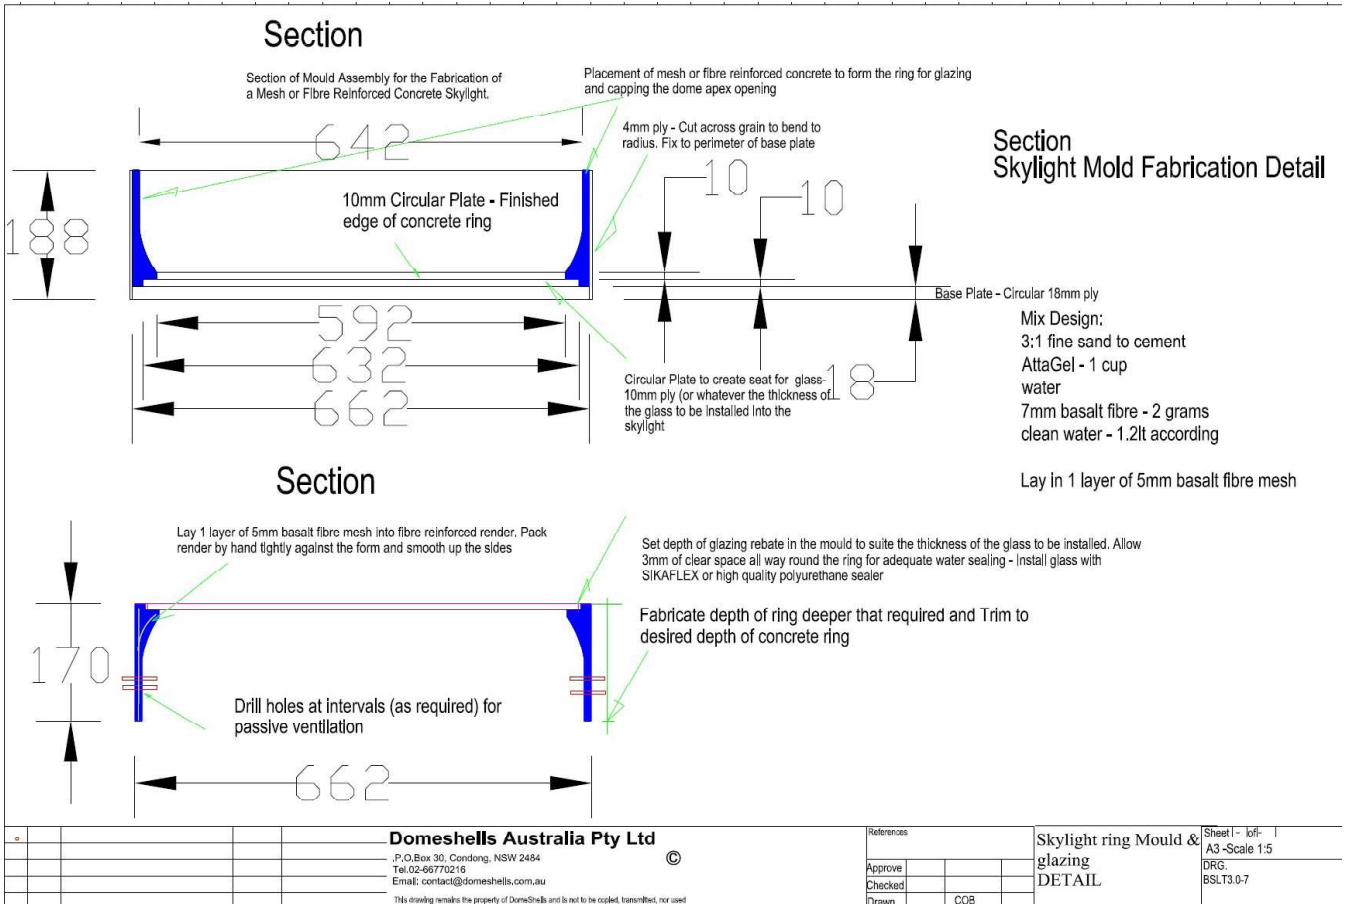 Section
Section of Mould Assembly for the Fabrication of
a Mesh or Fibre Reinforced Concrete Skylight.
Placement of mesh or fibre reinforced concrete to form the ring for glazing
and capping the dome apex opening
642
4mm ply - Cut across grain to bend to
radius. Fix to perimeter of base plate
Section
Skylight Mold Fabrication Detail
10
10
188
10mm Circular Plate - Finished
edge of concrete ring
Base Plate - Circular 18mm ply
592
632
662
18
Circular Plate to create seat for glass-
10mm ply (or whatever the thickness of
the glass to be installed into the
skylight
Mix Design:
3:1 fine sand to cement
AttaGel - 1 cup
water
7mm basalt fibre - 2 grams
clean water - 1.2lt according
Lay in 1 layer of 5mm basalt fibre mesh
Section
Lay 1 layer of 5mm basalt fibre mesh into fibre reinforced render. Pack
render by hand tightly against the form and smooth up the sides
Set depth of glazing rebate in the mould to suite the thickness of the glass to be installed. Allow
3mm of clear space all way round the ring for adequate water sealing - Install glass with
SIKAFLEX or high quality polyurethane sealer
Fabricate depth of ring deeper that required and Trim to
desired depth of concrete ring
170
Drill holes at intervals (as required) for
passive ventilation
662
Domeshells Australia Pty Ltd
.P.O.Box 30, Condong, NSW 2484
Tel.02-66770216
Email: contact@domeshells.com.au
©
This drawing remains the property of DomeShells and is not to be copied, transmitted, nor used
References
Approve
Checked
Drawn COB
Skylight ring Mould &
glazing
DETAIL
Sheet
A3 -Scale 1:5
DRG.
BSLT3.0-7